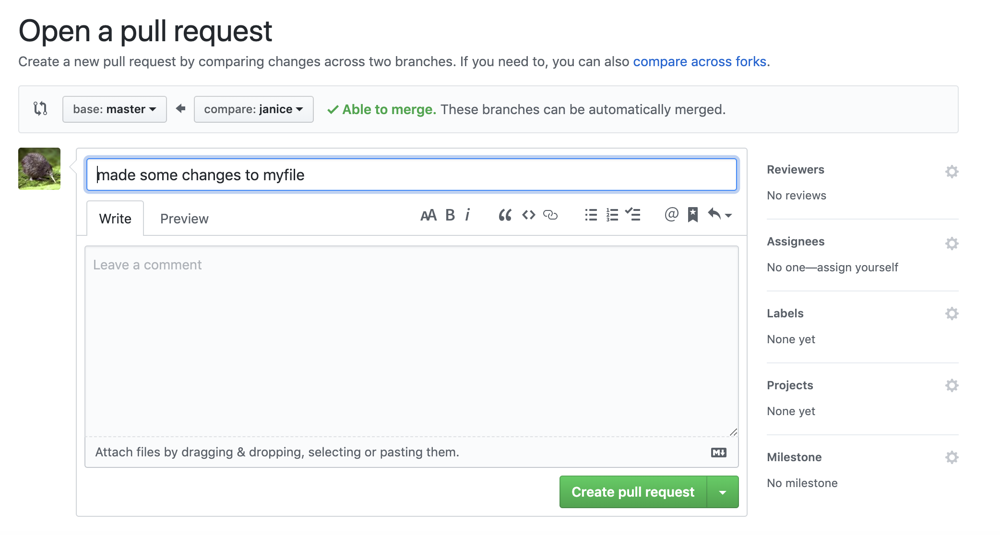 Open a pull request
Create a new pull request by comparing changes across two branches. If you need to, you can also compare across forks.
base: master compare: janice Able to merge. These branches can be automatically merged.
made some changes to myfile
Write Preview AA B i @
Leave a comment
Attach files by dragging & dropping, selecting or pasting them. M
Create pull request
Reviewers
No reviews
Assignees
No one—assign yourself
Labels
None yet
Projects
None yet
Milestone
No milestone